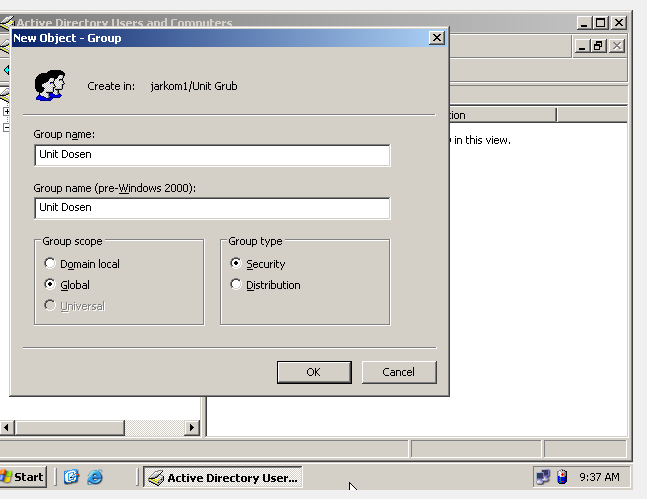 Active Directory Users and Computers
New Object - Group
Create in: jarkom1/Unit Grub
tion
in this view.
Group name:
Unit Dosen
Group name (pre-Windows 2000):
Unit Dosen
Group scope
Domain local
Global
Universal
Group type
Security
Distribution
OK
Cancel
Start
Active Directory User...
9:37 AM